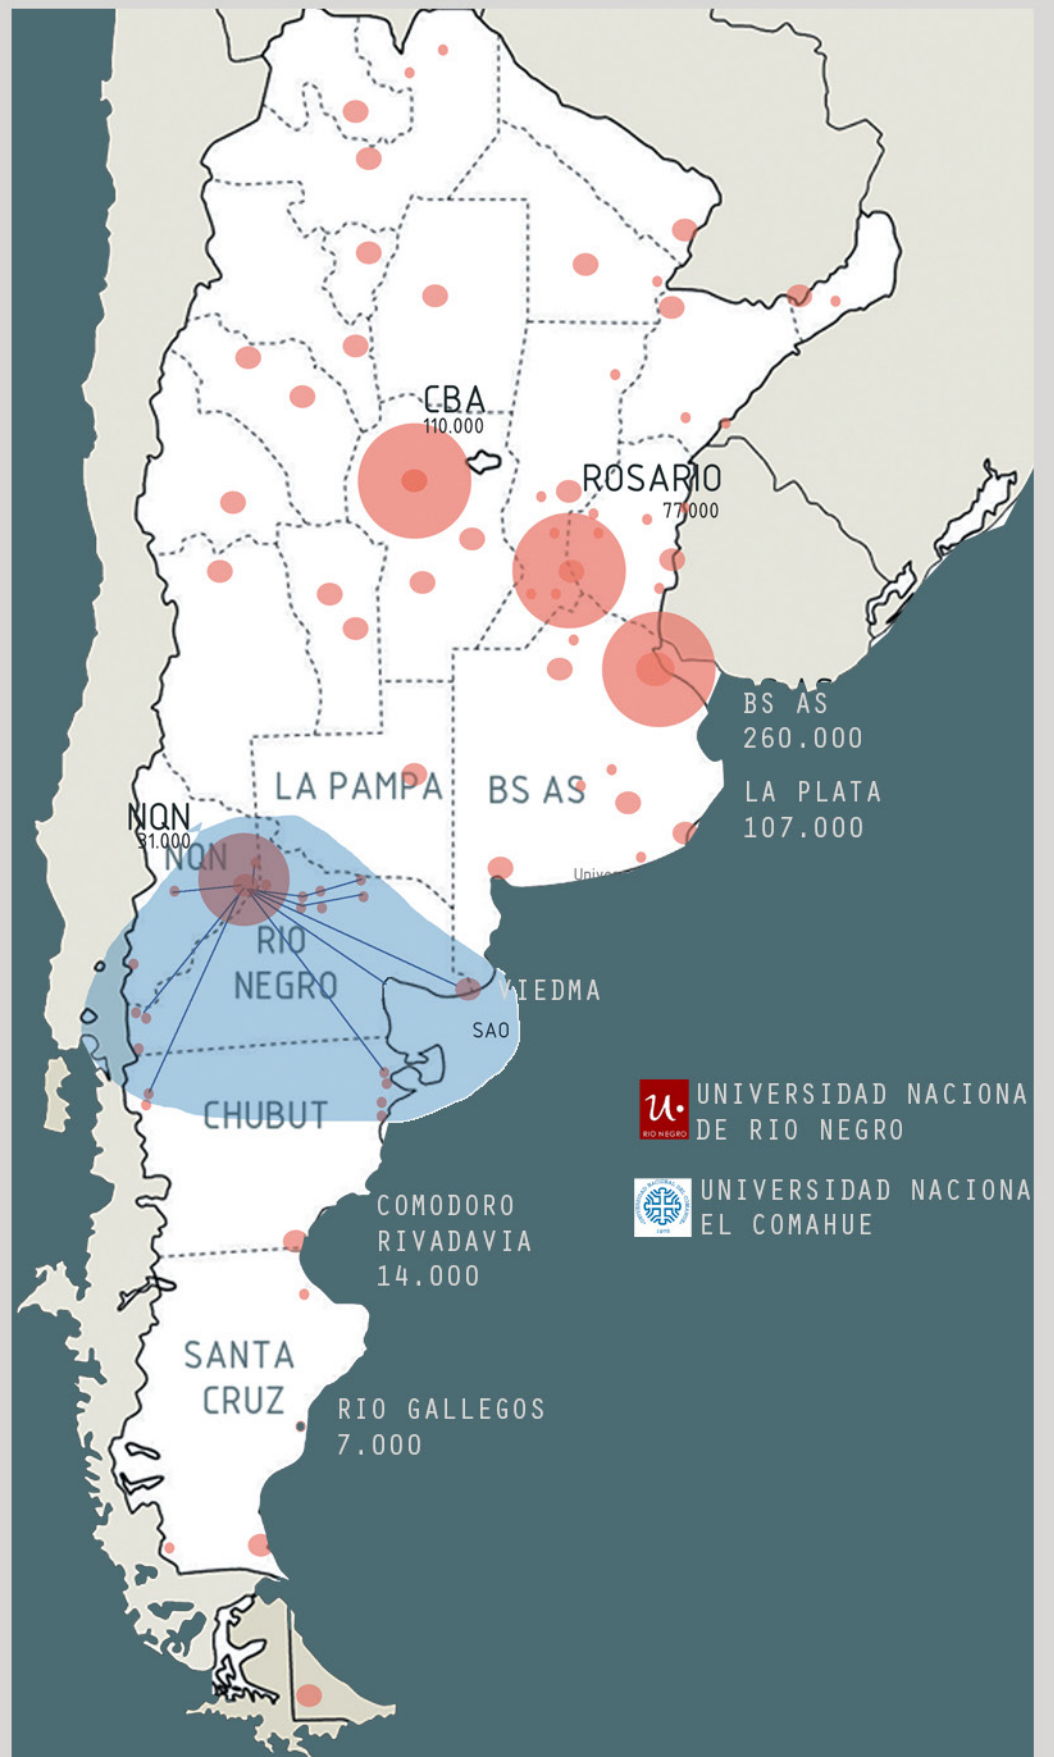 CBA
110.000
ROSARIO
77.000
BS AS
260.000
LA PLATA
107.000
LA PAMPA
BS AS
NQN
31.000
NQN
RIO
NEGRO
VIEDMA
SAO
CHUBUT
UNIVERSIDAD NACIONA
DE RIO NEGRO
U.
RIO NEGRO
UNIVERSIDAD NACIONA
EL COMAHUE
COMODORO
RIVADAVIA
14.000
SANTA
CRUZ
RIO GALLEGOS
7.000